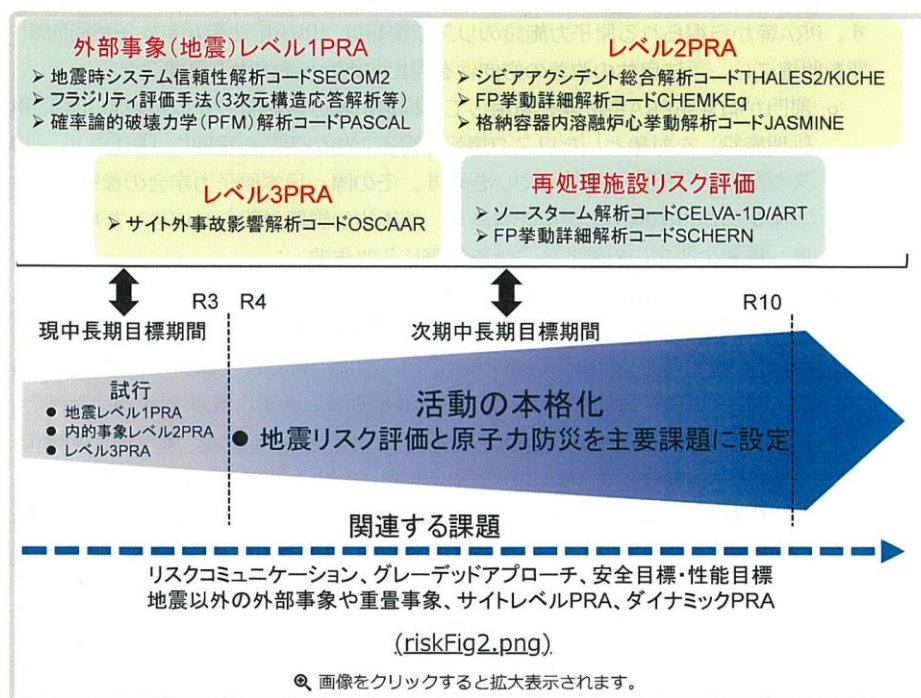 外部事象(地震)レベル1PRA
➤ 地震時システム信頼性解析コードSECOM2
➤ フラジリティ評価手法(3次元構造応答解析等)
➤ 確率論的破壊力学(PFM)解析コードPASCAL
レベル2PRA
➤ シビアアクシデント総合解析コードTHALES2/KICHE
➤ FP挙動詳細解析コードCHEMKEq
➤ 格納容器内溶融炉心挙動解析コードJASMINE
レベル3PRA
➤ サイト外事故影響解析コードOSCAAR
再処理施設リスク評価
➤ ソースターム解析コードCELVA-1D/ART
➤ FP挙動詳細解析コードSCHERN
R3 R4 R10
現中長期目標期間
次期中長期目標期間
試行
● 地震レベル1PRA
● 内的事象レベル2PRA
● レベル3PRA
活動の本格化
● 地震リスク評価と原子力防災を主要課題に設定
関連する課題
リスクコミュニケーション、グレーデッドアプローチ、安全目標・性能目標
地震以外の外部事象や重畳事象、サイトレベルPRA、ダイナミックPRA
(riskFig2.png)
画像をクリックすると拡大表示されます。